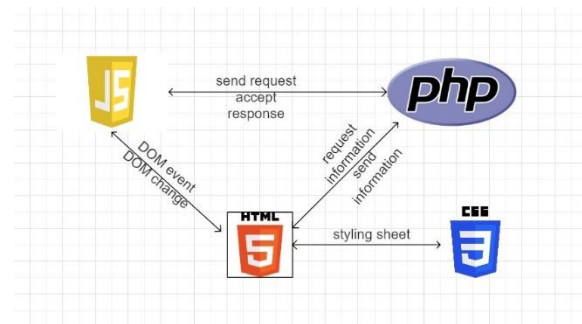 JS
send request
accept
response
php
DOM event
DOM change
request
information
send
information
HTML
5
styling sheet
CSS
3